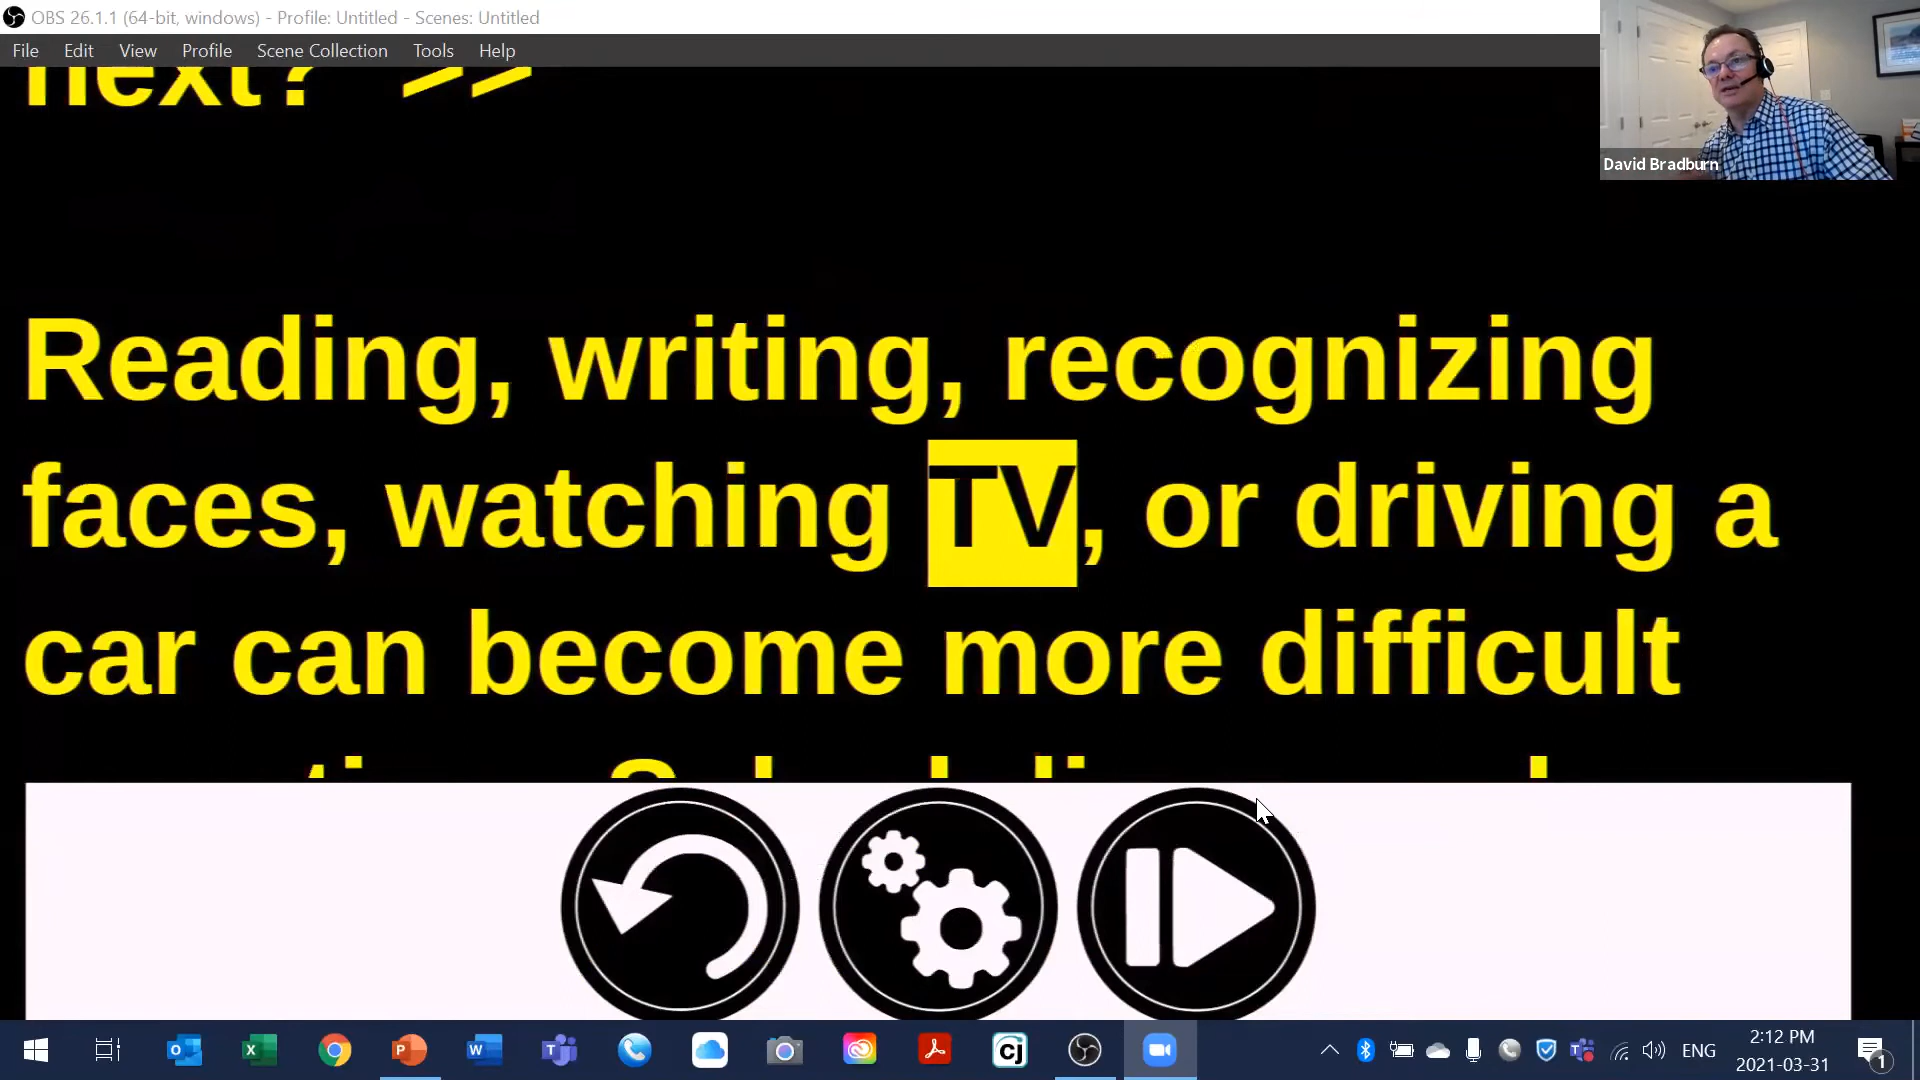 OBS 26.1.1 (64-bit, windows) - Profile: Untitled - Scenes: Untitled
File Edit View Profile Scene Collection Tools Help
next? >>
David Bradburn
Reading, writing, recognizing
faces, watching TV, or driving a
car can become more difficult
ENG
2:12 PM
2021-03-31
1